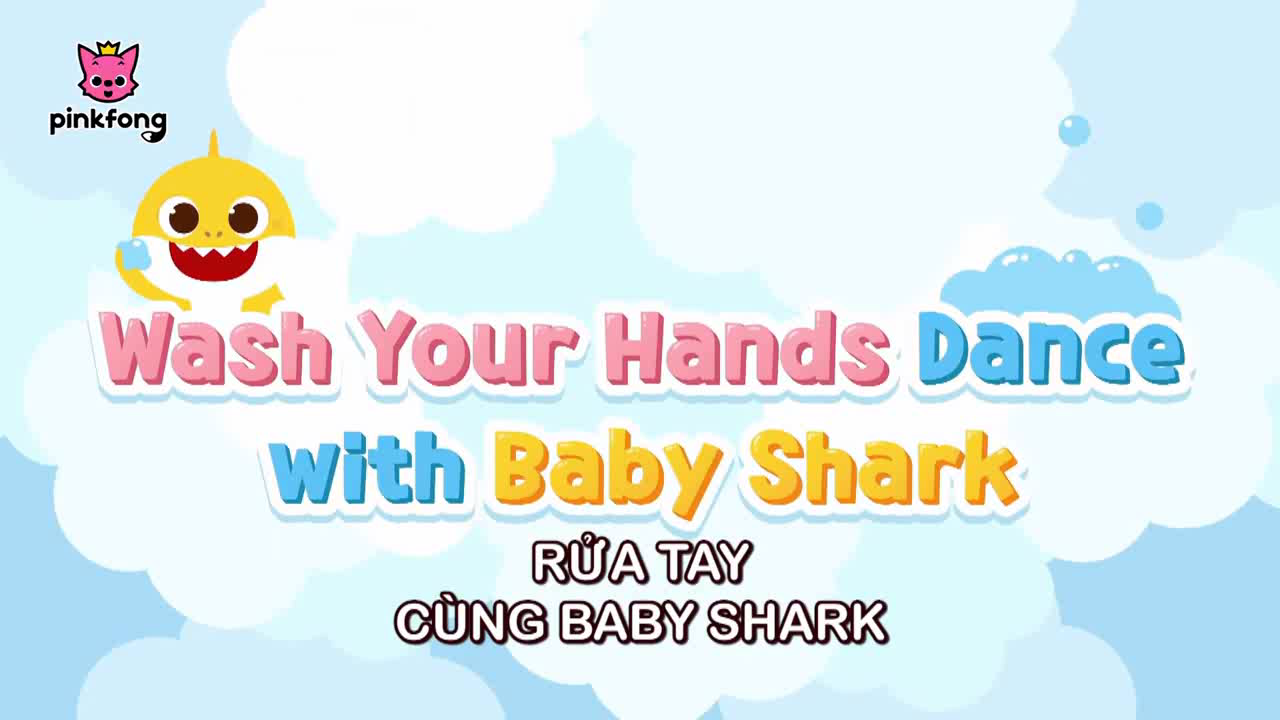 pinkfong
Wash Your Hands Dance
with Baby Shark
RỬA TAY
CÙNG BABY SHARK